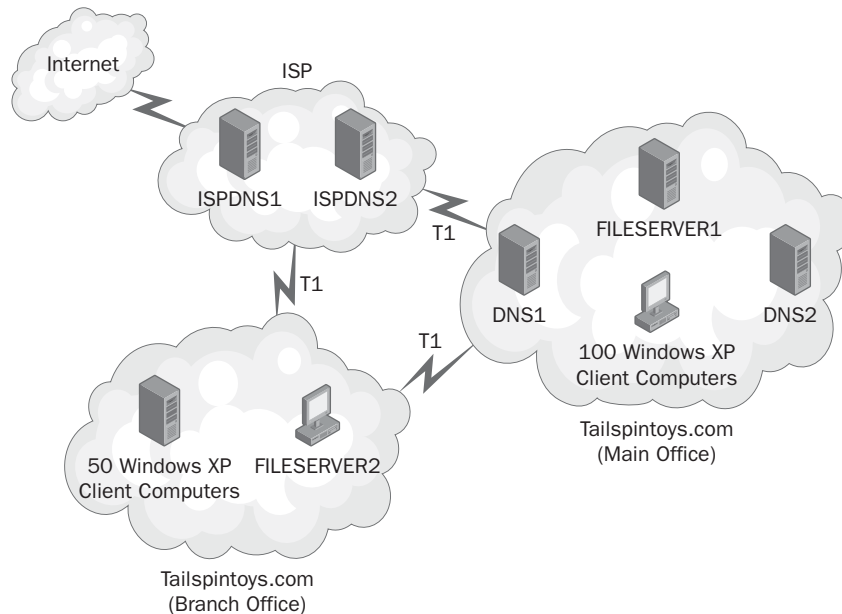 Internet
ISP
ISPDNS1
ISPDNS2
T1
T1
T1
FILESERVER1
DNS1
DNS2
100 Windows XP
Client Computers
Tailspintoys.com
(Main Office)
50 Windows XP
Client Computers
FILESERVER2
Tailspintoys.com
(Branch Office)